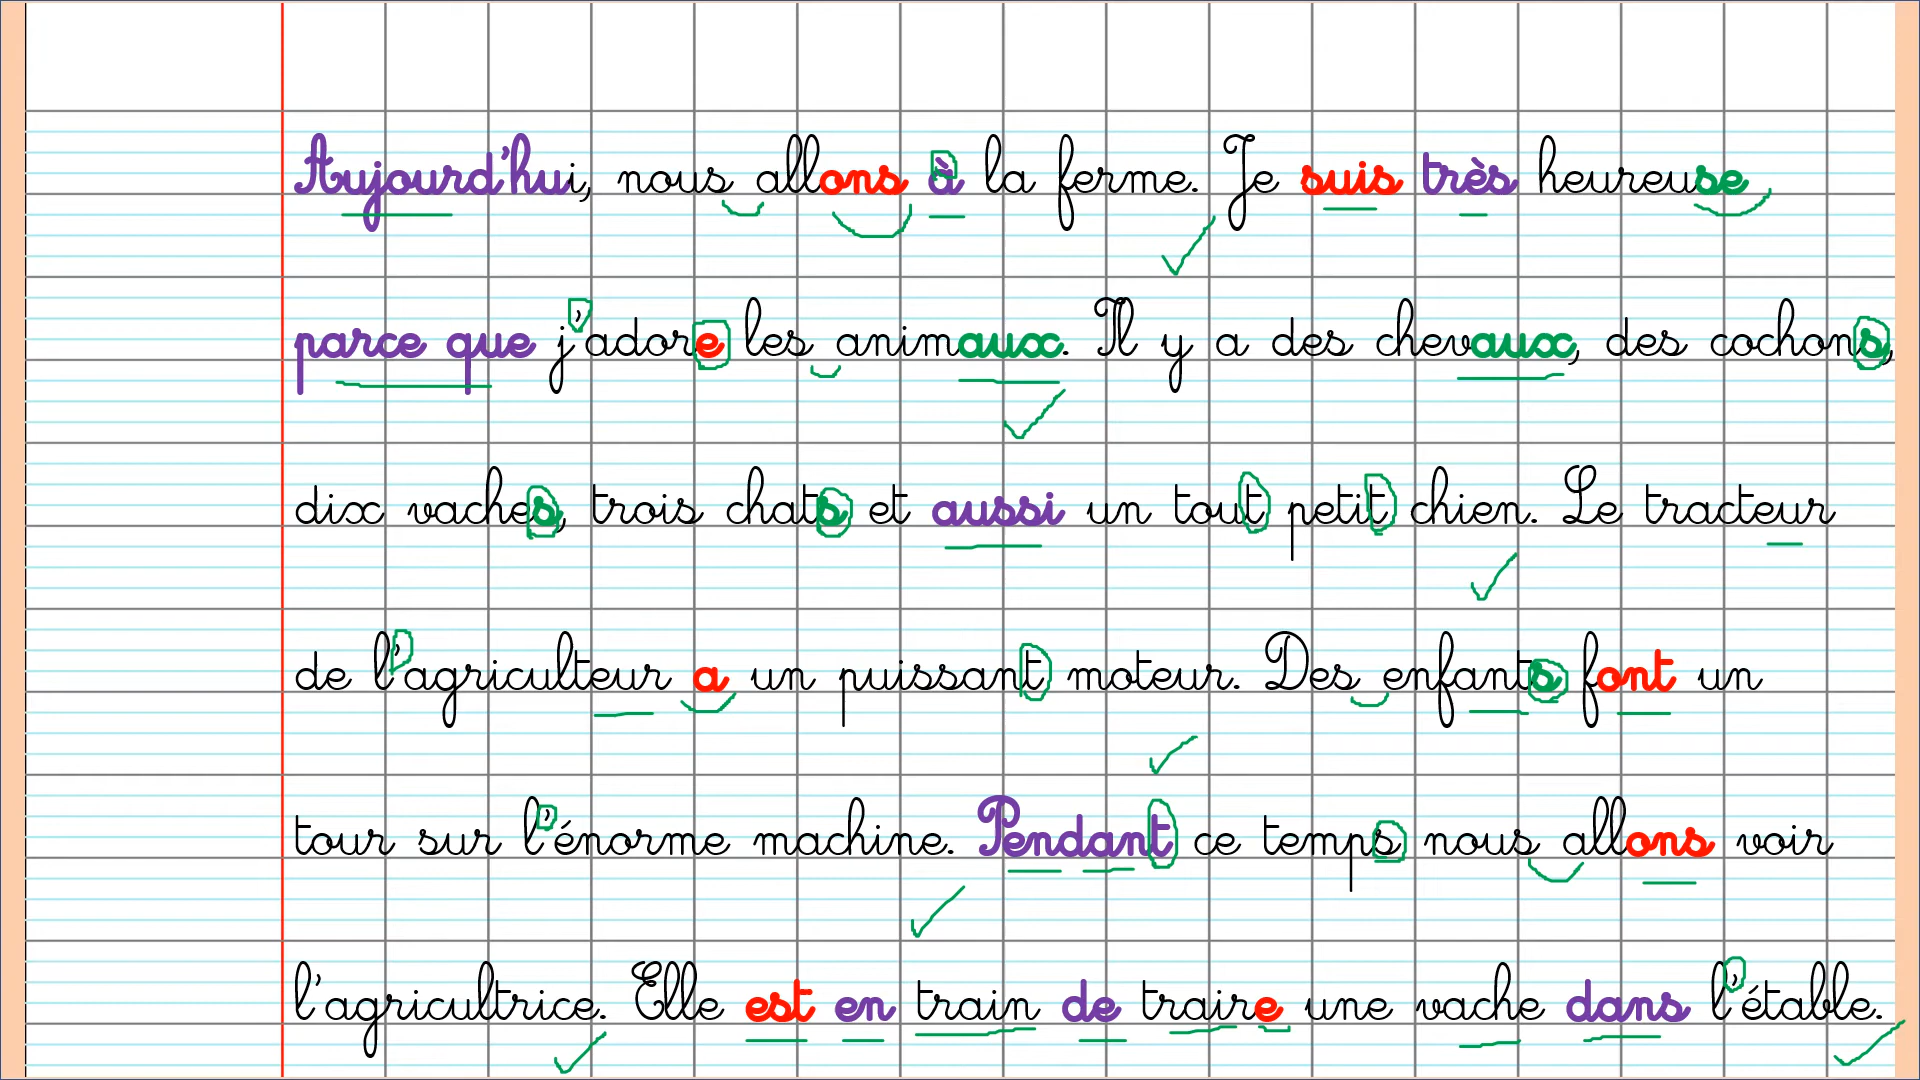 Aujourd'hui, nous allons à la ferme. Je suis très heureuse
parce que j'adore les animaux. Il y a des chevaux, des cochons,
dix vaches, trois chats et aussi un tout petit chien. Le tracteur
de l'agriculteur a un puissant moteur. Des enfants font un
tour sur l'énorme machine. Pendant ce temps nous allons voir
l'agricultrice. Elle est en train de traire une vache dans l'étable.